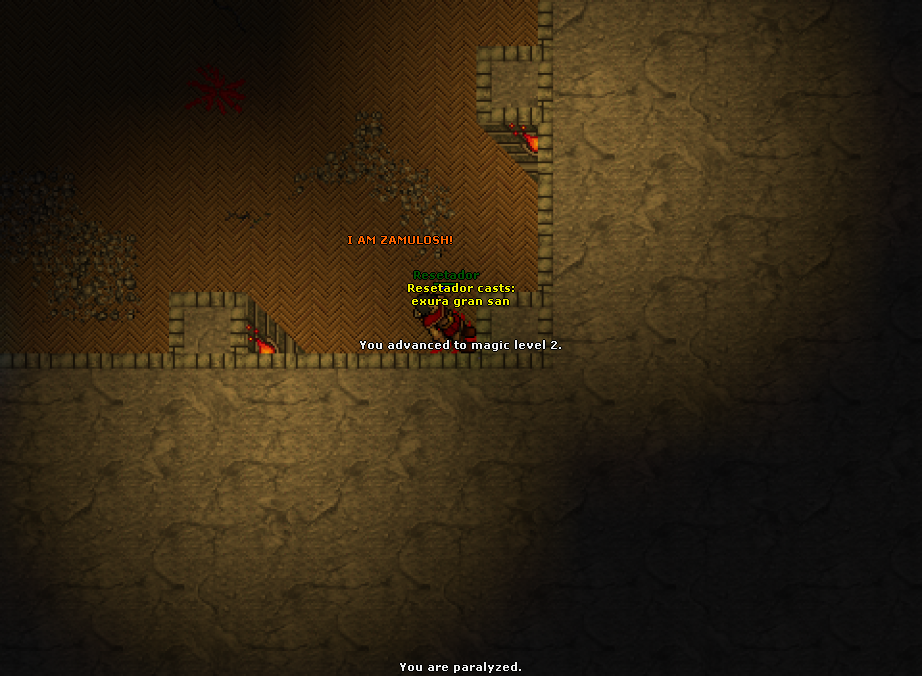 I AM ZAMULOSH!
Resetador
Resetador casts:
exura gran san
You advanced to magic level 2.
You are paralyzed.